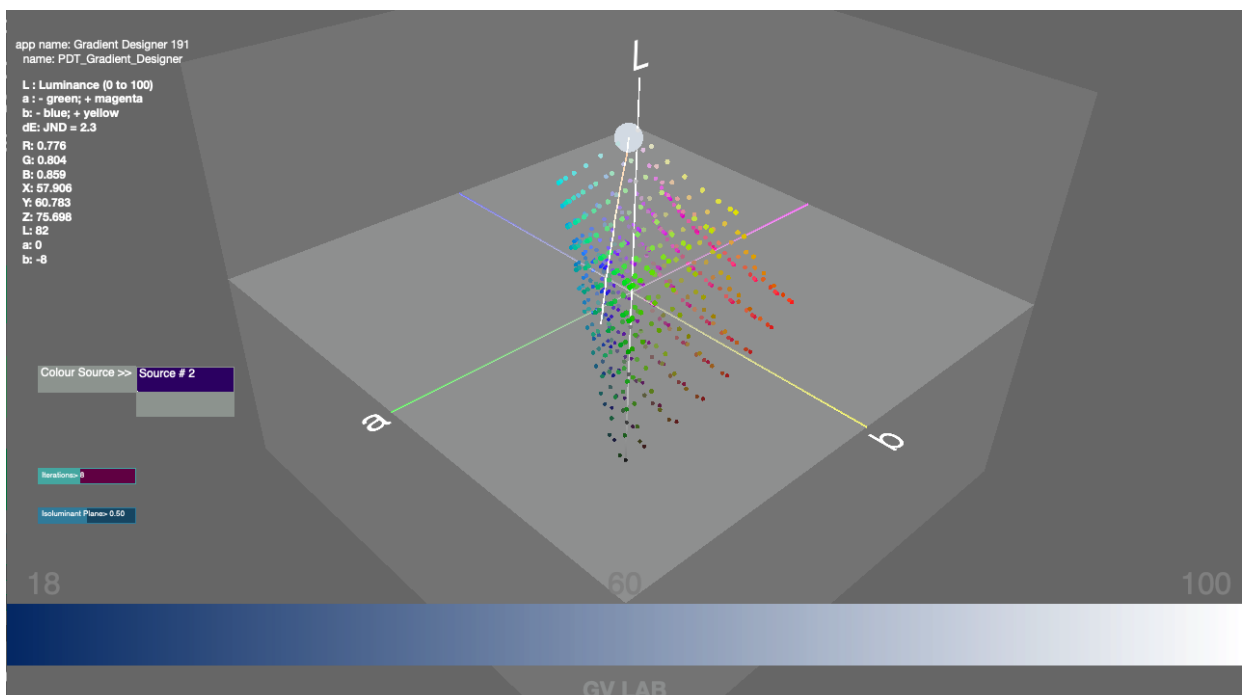 app name: Gradient Designer 191
name: PDT_Gradient_Designer
L : Luminance (0 to 100)
a : - green; + magenta
b: - blue; + yellow
dE: JND = 2.3
R: 0.776
G: 0.804
B: 0.859
X: 57.906
Y: 60.783
Z: 75.698
L: 82
a: 0
b: -8
L
a
b
Colour Source >> Source # 2
Iterations> 8
Isoluminant Plane> 0.50
18 60 100
GV LAB